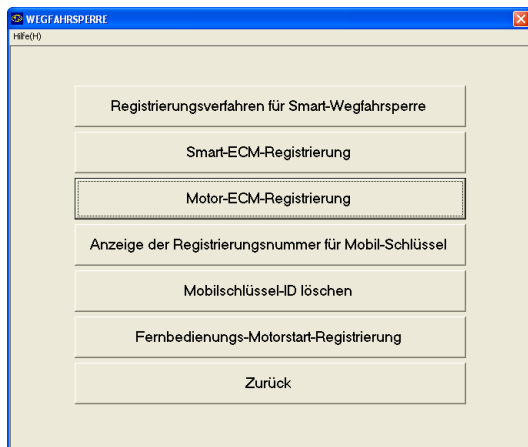 WEGFAHRSPERRE
Hilfe(H)
Registrierungsverfahren für Smart-Wegfahrsperre
Smart-ECM-Registrierung
Motor-ECM-Registrierung
Anzeige der Registrierungsnummer für Mobil-Schlüssel
Mobilschlüssel-ID löschen
Fernbedienungs-Motorstart-Registrierung
Zurück